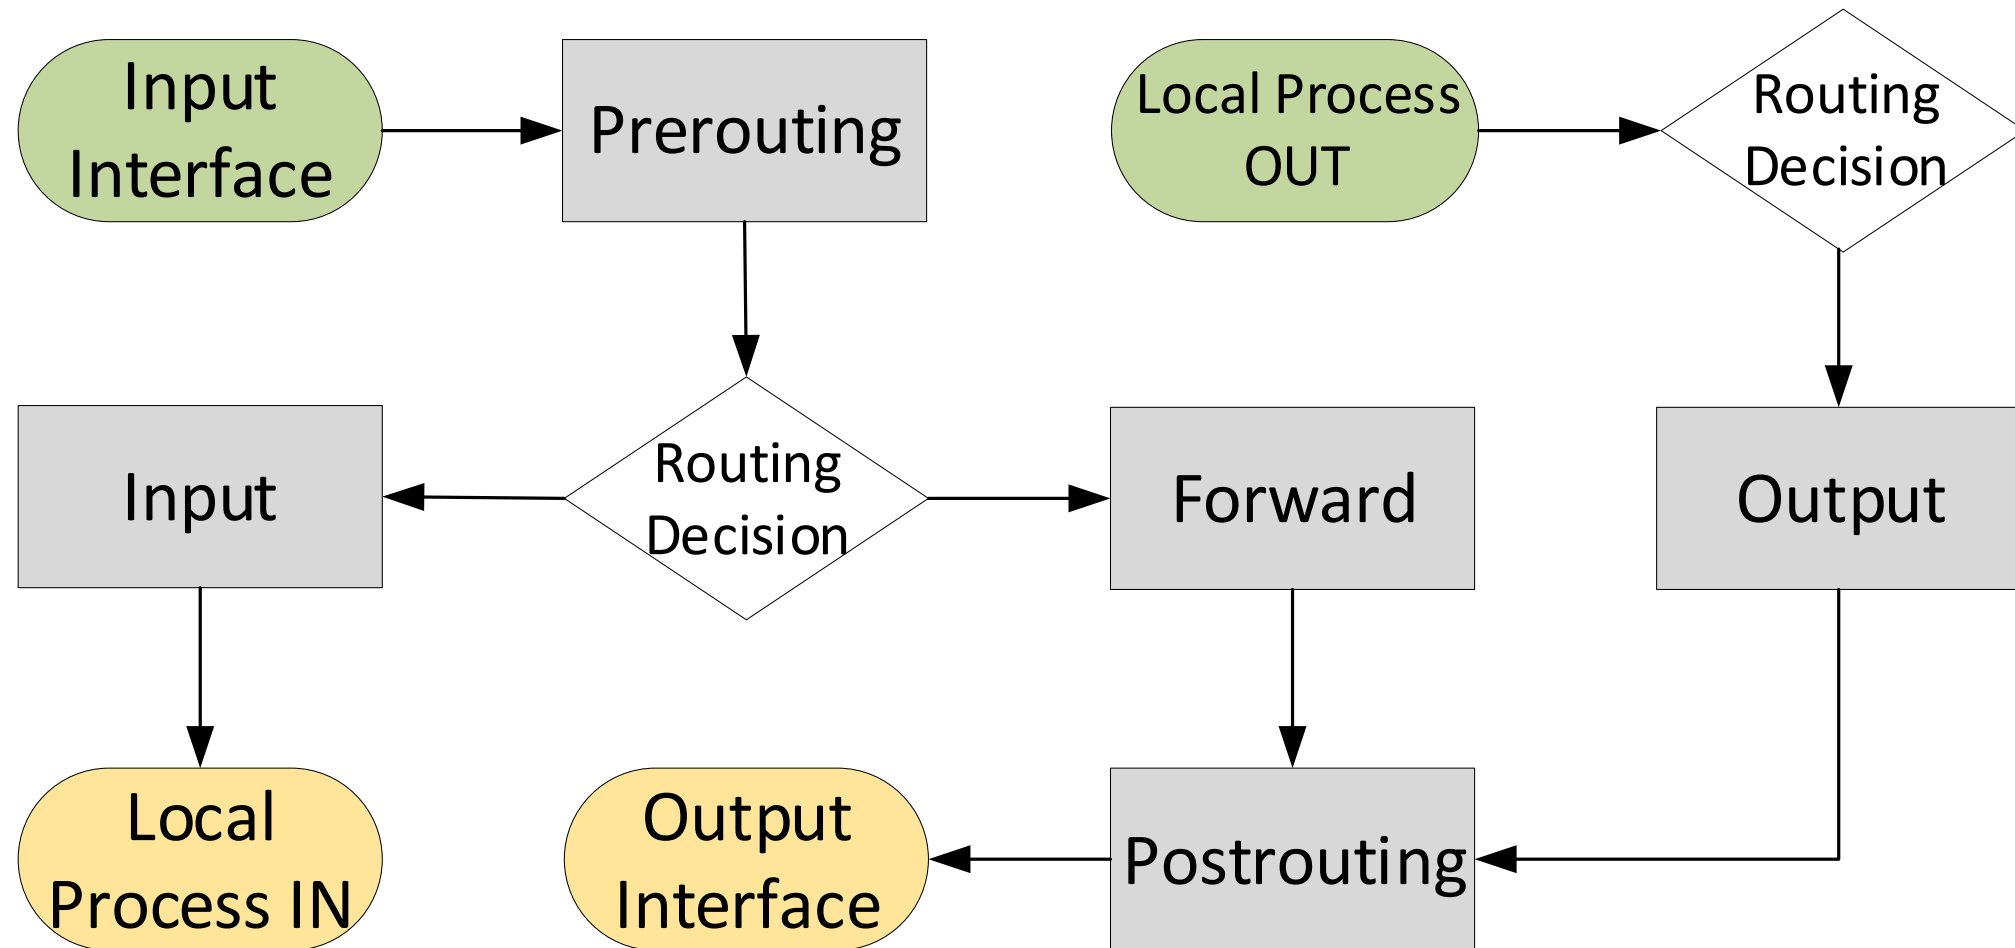 Input
Interface
Prerouting
Local Process
OUT
Routing
Decision
Input
Routing
Decision
Forward
Output
Local
Process IN
Output
Interface
Postrouting